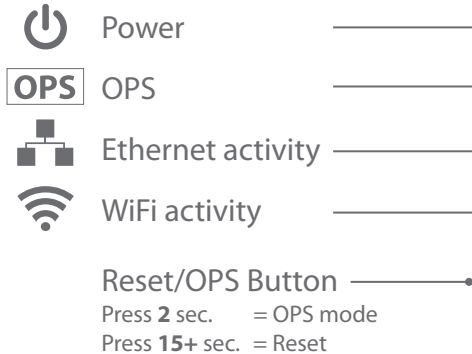 Power
OPS OPS
Ethernet activity
WiFi activity
Reset/OPS Button
Press 2 sec. = OPS mode
Press 15+ sec. = Reset